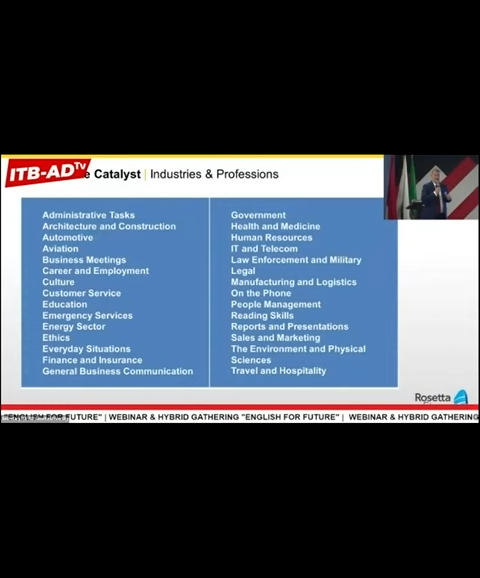 ITB-AD TV
e Catalyst | Industries & Professions
Administrative Tasks
Architecture and Construction
Automotive
Aviation
Business Meetings
Career and Employment
Culture
Customer Service
Education
Emergency Services
Energy Sector
Ethics
Everyday Situations
Finance and Insurance
General Business Communication
Government
Health and Medicine
Human Resources
IT and Telecom
Law Enforcement and Military
Legal
Manufacturing and Logistics
On the Phone
People Management
Reading Skills
Reports and Presentations
Sales and Marketing
The Environment and Physical
Sciences
Travel and Hospitality
Rosetta
"ENGLISH FOR FUTURE" | WEBINAR & HYBRID GATHERING "ENGLISH FOR FUTURE" | WEBINAR & HYBRID GATHERING